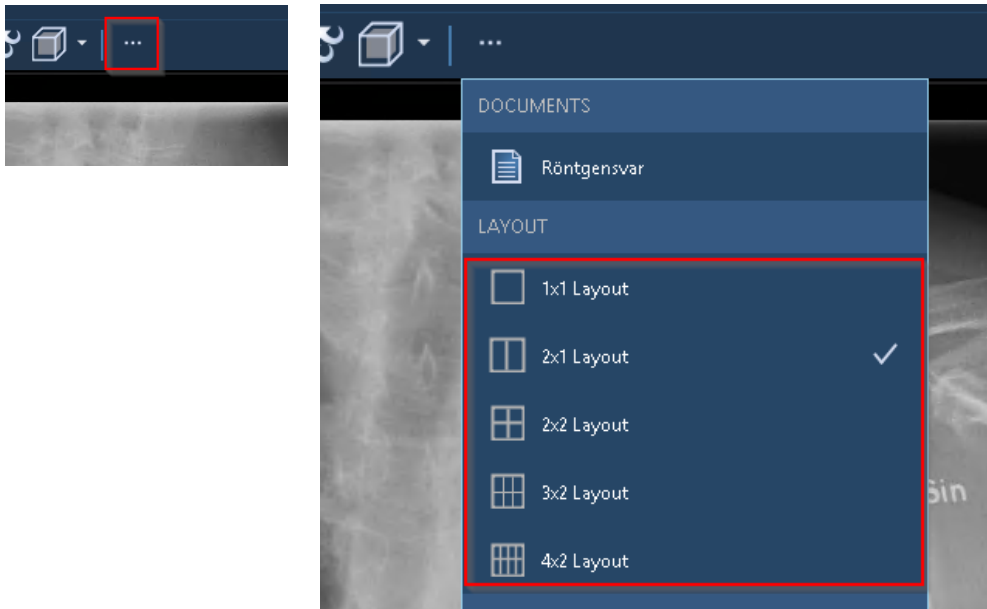 ...
...
DOCUMENTS
Röntgensvar
LAYOUT
1x1 Layout
2x1 Layout
2x2 Layout
3x2 Layout
Sin
4x2 Layout